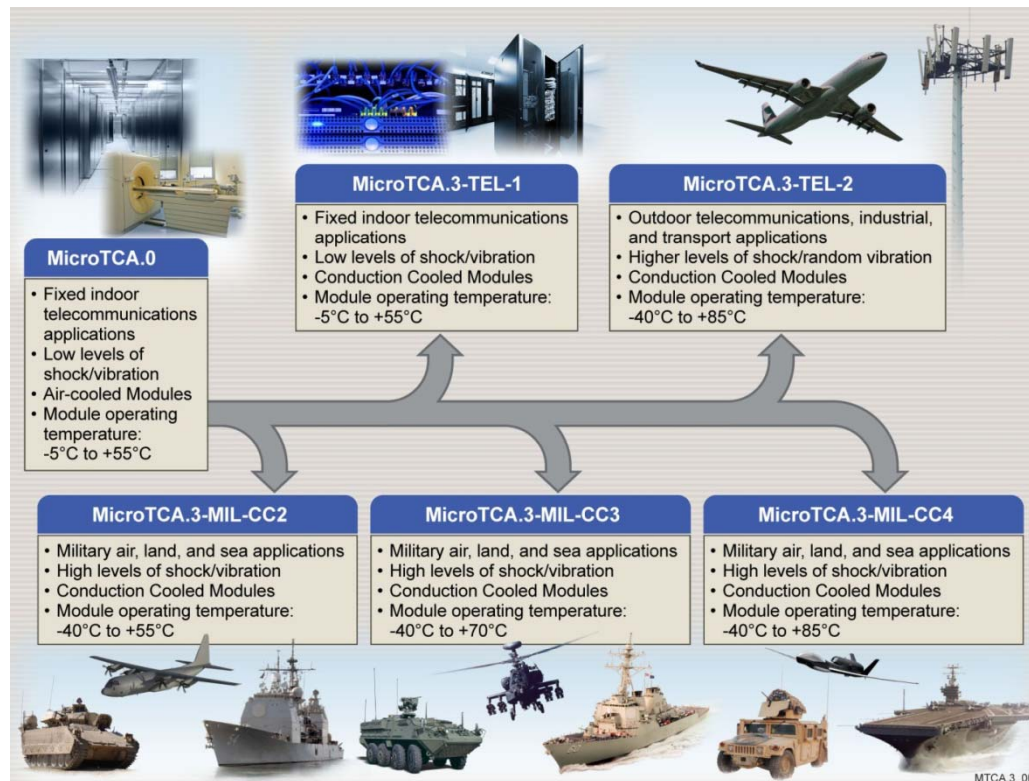 MicroTCA.0
• Fixed indoor
telecommunications
applications
• Low levels of
shock/vibration
• Air-cooled Modules
• Module operating
temperature:
-5°C to +55°C
MicroTCA.3-TEL-1
• Fixed indoor telecommunications
applications
• Low levels of shock/vibration
• Conduction Cooled Modules
• Module operating temperature:
-5°C to +55°C
MicroTCA.3-TEL-2
• Outdoor telecommunications, industrial,
and transport applications
• Higher levels of shock/random vibration
• Conduction Cooled Modules
• Module operating temperature:
-40°C to +85°C
MicroTCA.3-MIL-CC2
• Military air, land, and sea applications
• High levels of shock/vibration
• Conduction Cooled Modules
• Module operating temperature:
-40°C to +55°C
MicroTCA.3-MIL-CC3
• Military air, land, and sea applications
• High levels of shock/vibration
• Conduction Cooled Modules
• Module operating temperature:
-40°C to +70°C
MicroTCA.3-MIL-CC4
• Military air, land, and sea applications
• High levels of shock/vibration
• Conduction Cooled Modules
• Module operating temperature:
-40°C to +85°C